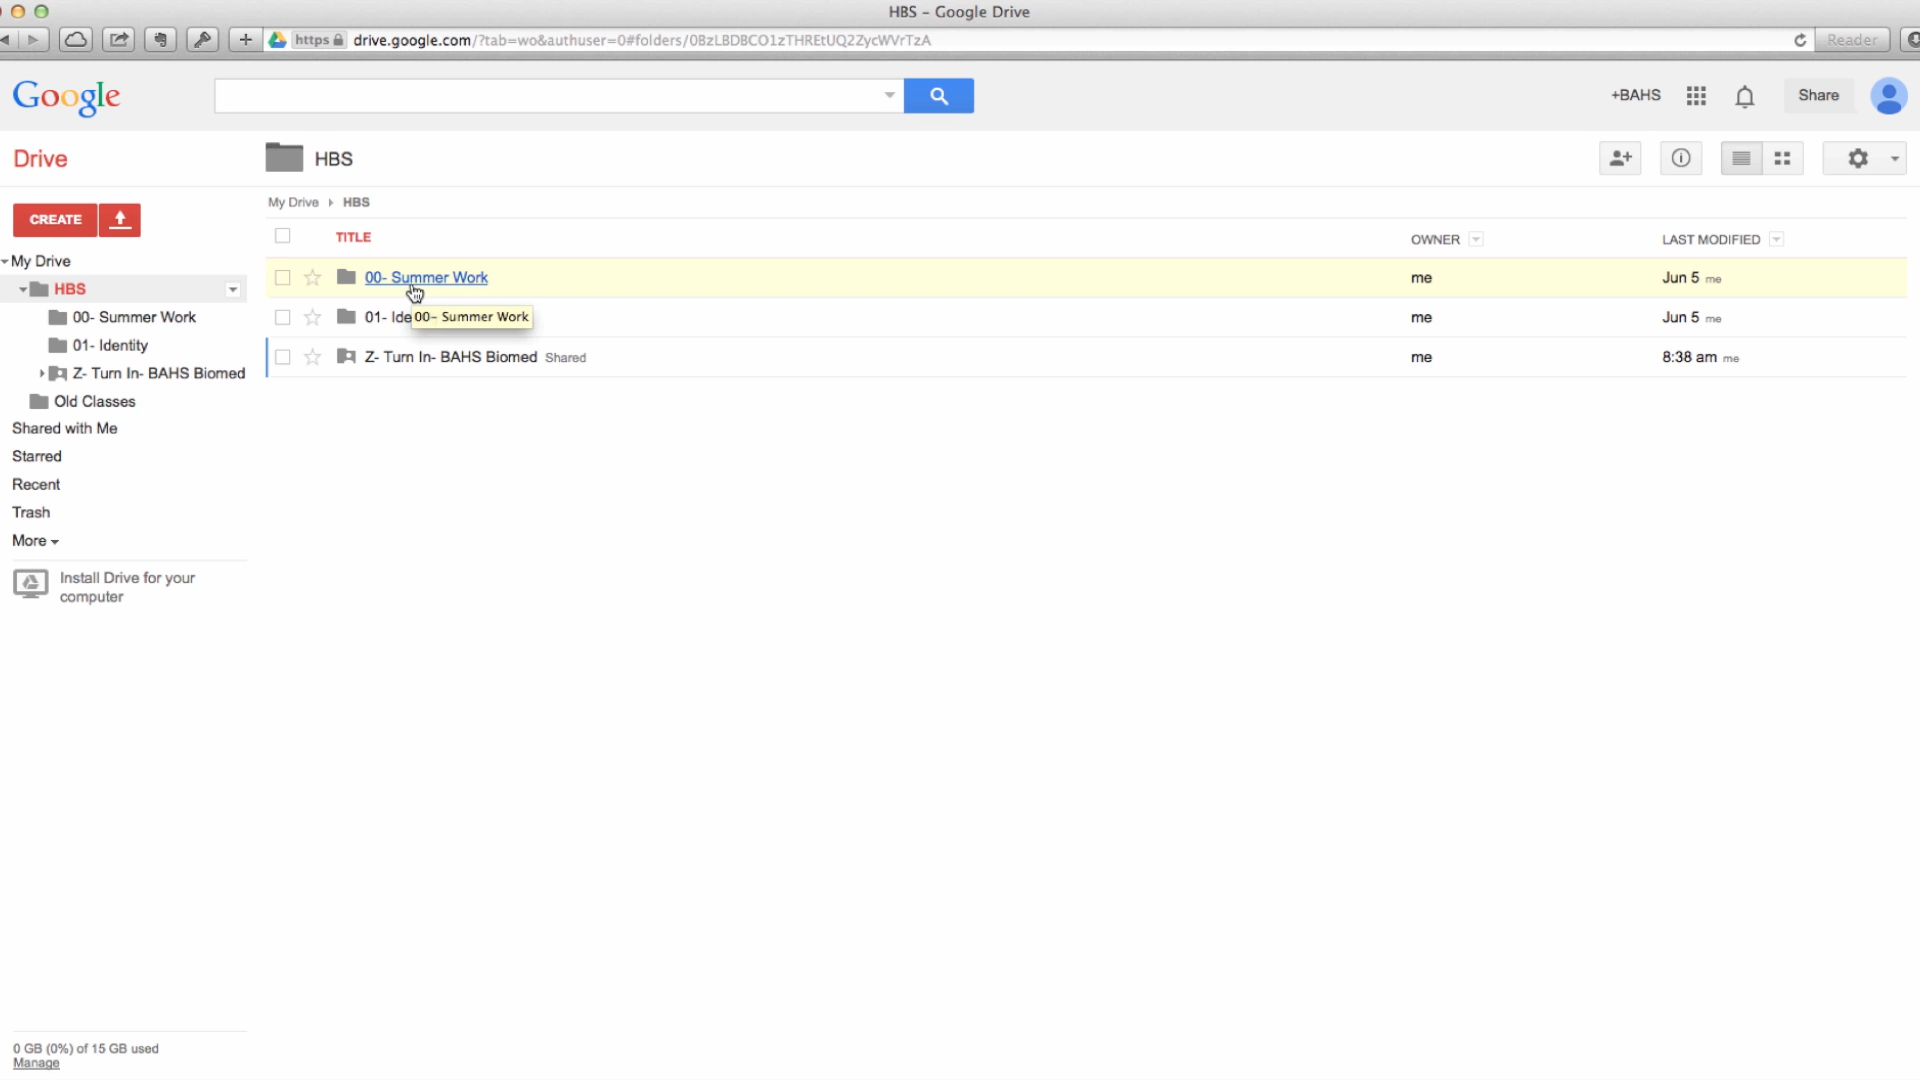 HBS - Google Drive
https drive.google.com/?tab=wo&authuser=0#folders/0BzLBDBCO1zTHREtUQ2ZycWVrTzA
Reader
Google
+BAHS
Share
Drive
HBS
My Drive HBS
CREATE
TITLE
OWNER
LAST MODIFIED
My Drive
HBS
00- Summer Work
01- Identity
Z- Turn In- BAHS Biomed
Old Classes
Shared with Me
Starred
Recent
Trash
More
Install Drive for your
computer
00- Summer Work
me
Jun 5 me
01- Ide
00- Summer Work
me
Jun 5 me
Z- Turn In- BAHS Biomed Shared
me
8:38 am me
0 GB (0%) of 15 GB used
Manage